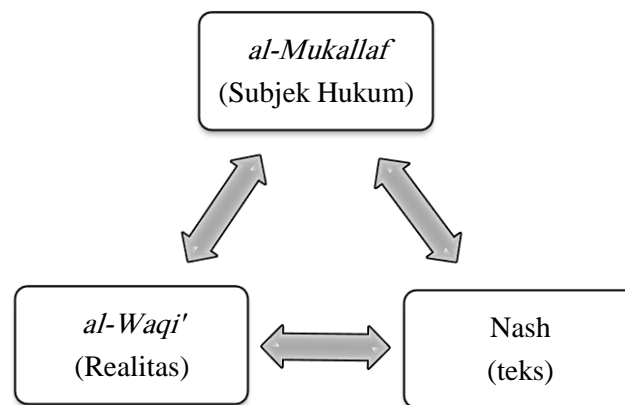 al-Mukallaf
(Subjek Hukum)
al-Waqi'
(Realitas)
Nash
(teks)